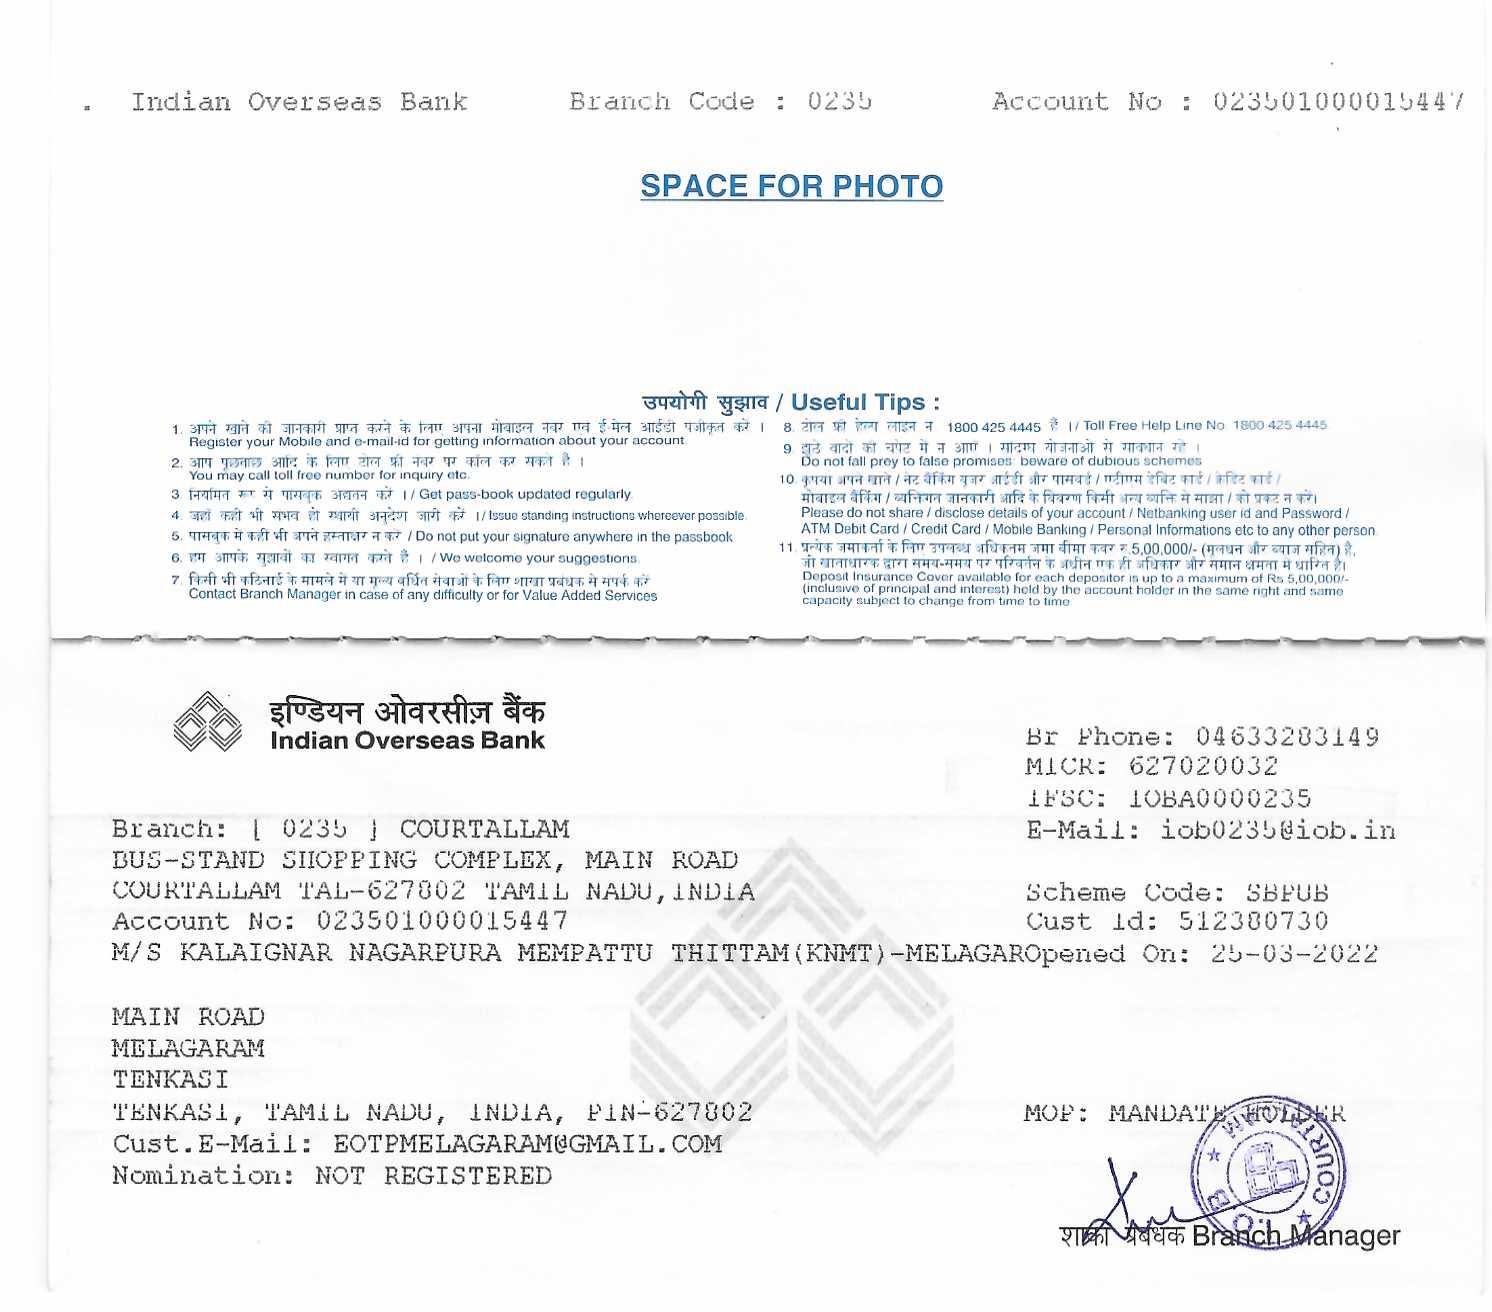 . Indian Overseas Bank Branch Code : 0235 Account No : 023501000015447
SPACE FOR PHOTO
उपयोगी सुझाव / Useful Tips :
1. अपने खाते की जानकारी प्राप्त करने के लिए अपना मोबाइल नंबर एवं ई-मेल आईडी पंजीकृत करें ।
Register your Mobile and e-mail-id for getting information about your account
2. आप पूछताछ आदि के लिए टोल फ्री नंबर पर कॉल कर सकते हैं ।
You may call toll free number for inquiry etc.
3. नियमित रूप से पासबुक अद्यतन करें ।/ Get pass-book updated regularly.
4. जहाँ कहीं भी संभव हो स्थायी अनुदेश जारी करें ।/ Issue standing instructions whereever possible.
5. पासबुक में कहीं भी अपने हस्ताक्षर न करें / Do not put your signature anywhere in the passbook
6. हम आपके सुझावों का स्वागत करते हैं । / We welcome your suggestions.
7. किसी भी कठिनाई के मामले में या मूल्य वर्धित सेवाओं के लिए शाखा प्रबंधक से संपर्क करें
Contact Branch Manager in case of any difficulty or for Value Added Services
8. टोल फ्री हेल्प लाइन नं 1800 425 4445 है ।/ Toll Free Help Line No. 1800 425 4445.
9. झूठे वादों की चपेट में न आएं । संदिग्ध योजनाओं से सावधान रहें ।
Do not fall prey to false promises: beware of dubious schemes
10. कृपया अपने खाते / नेट बैंकिंग यूजर आईडी और पासवर्ड / एटीएम डेबिट कार्ड / क्रेडिट कार्ड /
मोबाइल बैंकिंग / व्यक्तिगत जानकारी आदि के विवरण किसी अन्य व्यक्ति से साझा / को प्रकट न करें।
Please do not share / disclose details of your account / Netbanking user id and Password /
ATM Debit Card / Credit Card / Mobile Banking / Personal Informations etc to any other person.
11. प्रत्येक जमाकर्ता के लिए उपलब्ध अधिकतम जमा बीमा कवर रु.5,00,000/- (मूलधन और ब्याज सहित) है,
जो खाताधारक द्वारा समय-समय पर परिवर्तन के अधीन एक ही अधिकार और समान क्षमता में धारित है।
Deposit Insurance Cover available for each depositor is up to a maximum of Rs 5,00,000/-
(inclusive of principal and interest) held by the account holder in the same right and same
capacity subject to change from time to time
इण्डियन ओवरसीज़ बैंक
Indian Overseas Bank
Br Phone: 04633283149
MICR: 627020032
IFSC: IOBA0000235
Branch: [ 0235 ] COURTALLAM E-Mail: iob0235@iob.in
BUS-STAND SHOPPING COMPLEX, MAIN ROAD
COURTALLAM TAL-627802 TAMIL NADU,INDIA Scheme Code: SBPUB
Account No: 023501000015447 Cust Id: 512380730
M/S KALAIGNAR NAGARPURA MEMPATTU THITTAM(KNMT)-MELAGAROpened On: 25-03-2022
MAIN ROAD
MELAGARAM
TENKASI
TENKASI, TAMIL NADU, INDIA, PIN-627802 MOP: MANDATE HOLDER
Cust.E-Mail: EOTPMELAGARAM@GMAIL.COM
Nomination: NOT REGISTERED
COURTALLAM
I.O.B
शाखा प्रबंधक Branch Manager